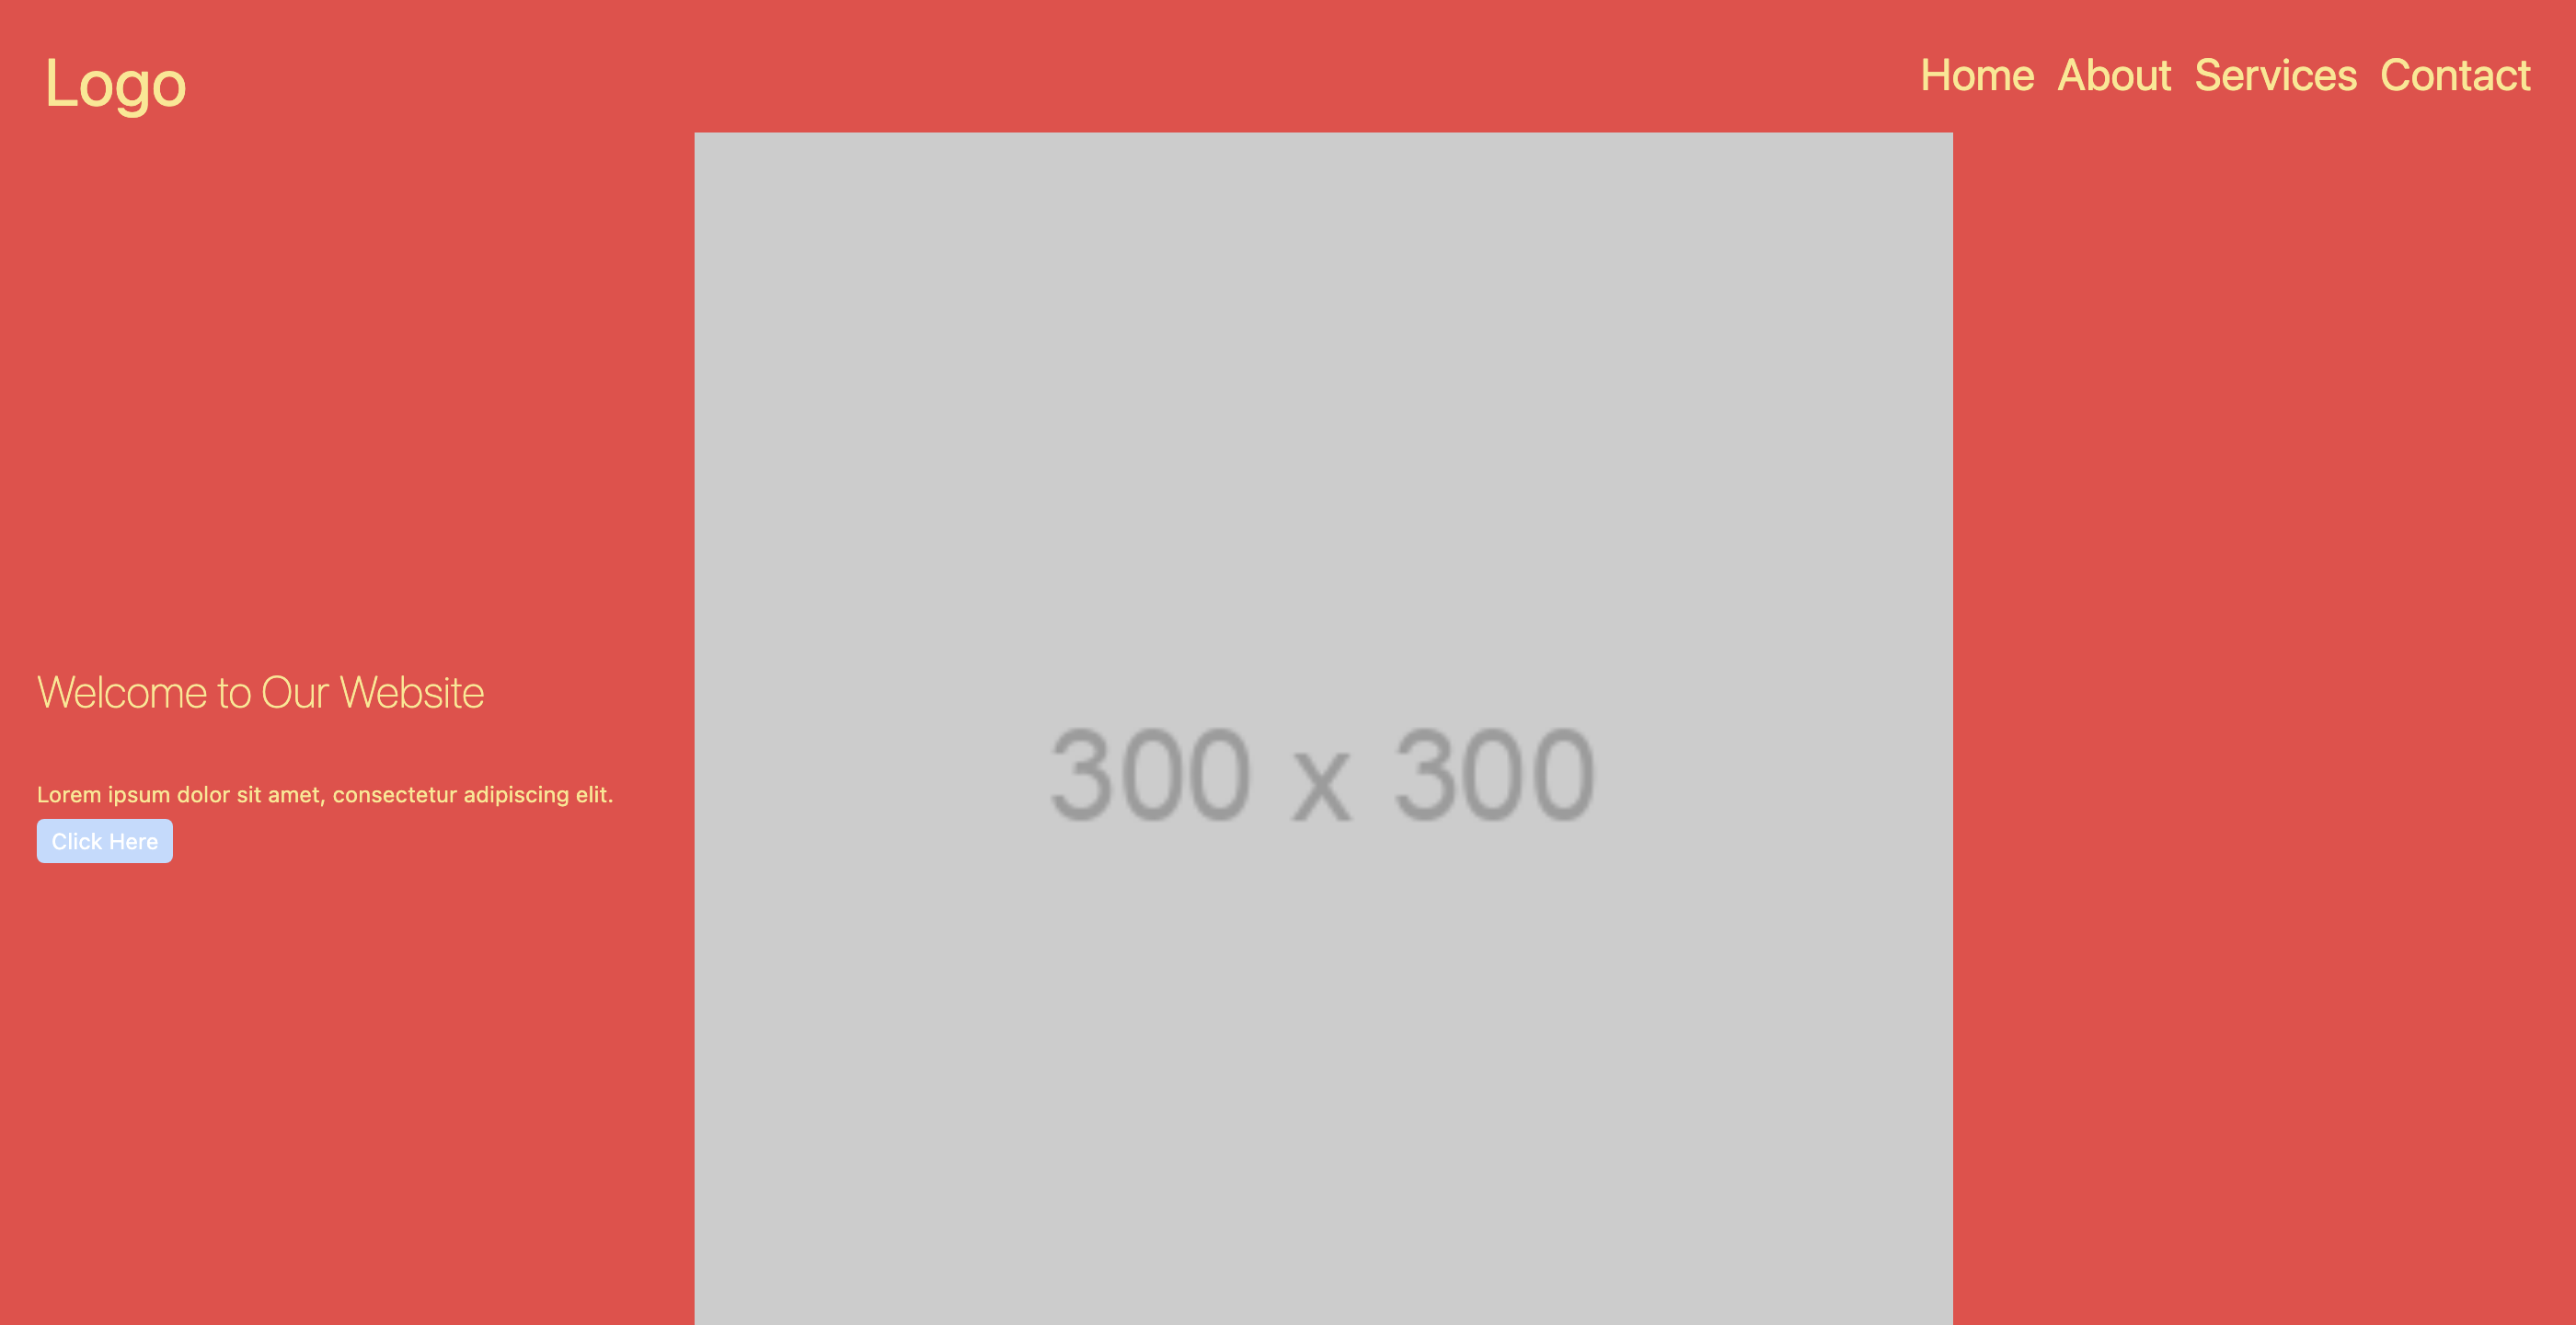 Logo
Home About Services Contact
Welcome to Our Website
Lorem ipsum dolor sit amet, consectetur adipiscing elit.
Click Here
300 x 300